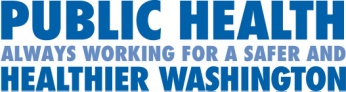 PUBLIC HEALTH
ALWAYS WORKING FOR A SAFER AND
HEALTHIER WASHINGTON